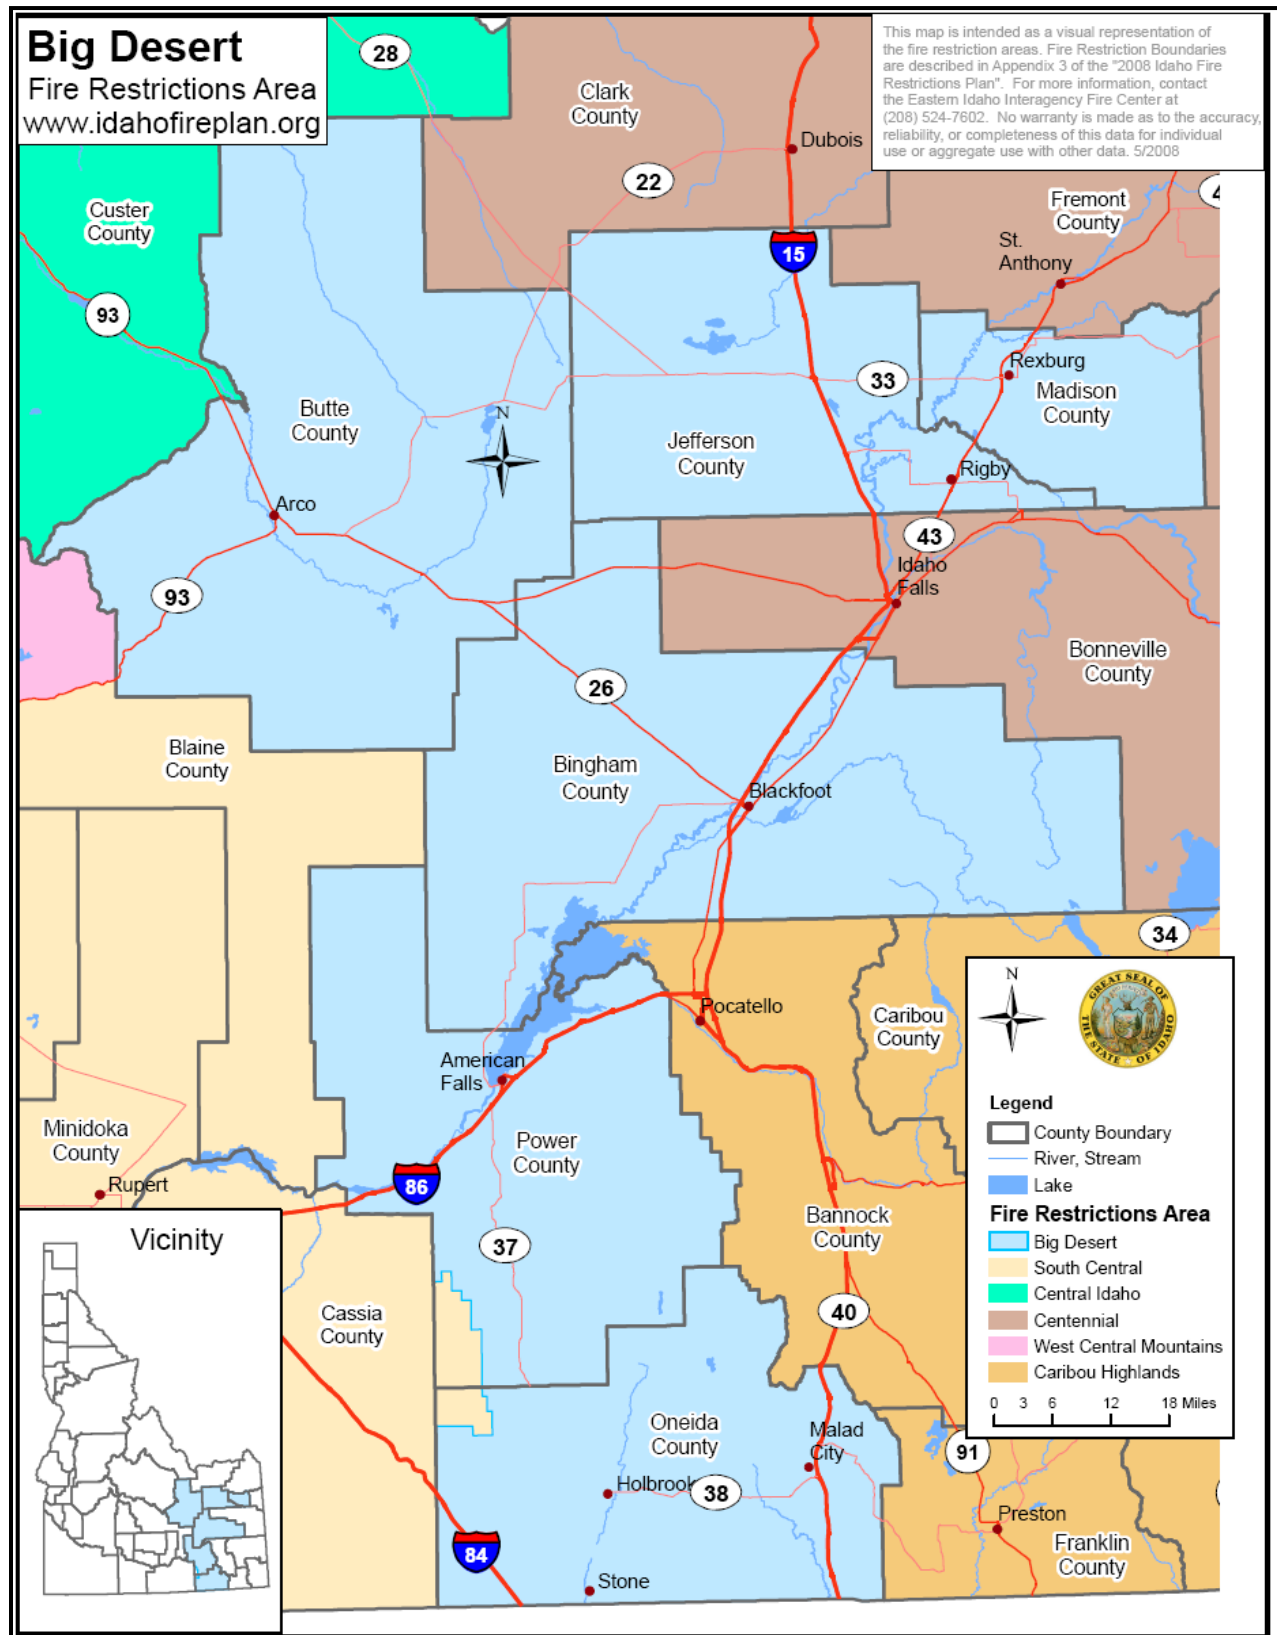 Big Desert
Fire Restrictions Area
www.idahofireplan.org
This map is intended as a visual representation of
the fire restriction areas. Fire Restriction Boundaries
are described in Appendix 3 of the "2008 Idaho Fire
Restrictions Plan". For more information, contact
the Eastern Idaho Interagency Fire Center at
(208) 524-7602. No warranty is made as to the accuracy,
reliability, or completeness of this data for individual
use or aggregate use with other data. 5/2008
28
Clark
County
Dubois
22
Custer
County
Fremont
County
St.
Anthony
15
93
Rexburg
33
Madison
County
Butte
County
N
Jefferson
County
Rigby
Arco
43
Idaho
Falls
93
Bonneville
County
26
Blaine
County
Bingham
County
Blackfoot
34
Pocatello
Caribou
County
American
Falls
Minidoka
County
Power
County
Rupert
86
Bannock
County
37
Cassia
County
40
Oneida
County
Malad
City
91
Holbrook
38
Preston
84
Franklin
County
Stone
N
GREAT SEAL OF
THE STATE OF IDAHO
Legend
County Boundary
River, Stream
Lake
Fire Restrictions Area
Big Desert
South Central
Central Idaho
Centennial
West Central Mountains
Caribou Highlands
0 3 6 12 18 Miles
Vicinity